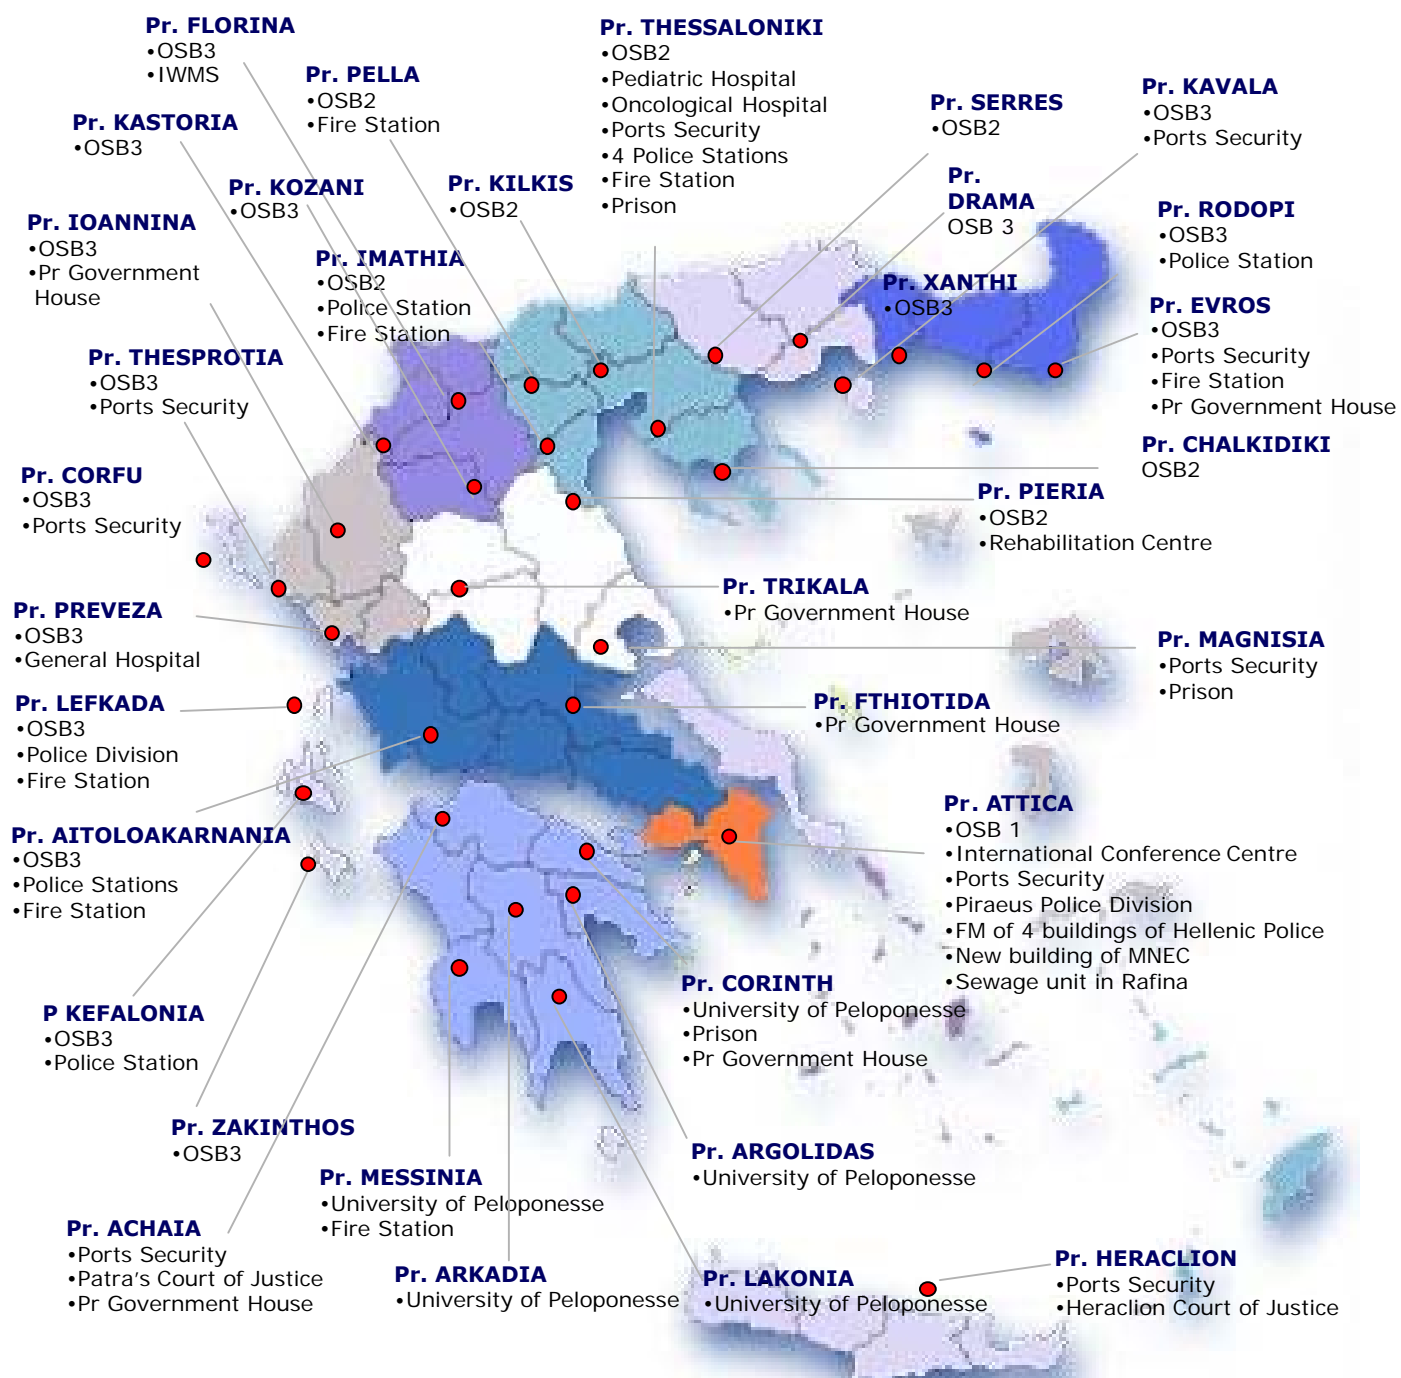 Pr. FLORINA
•OSB3
•IWMS
Pr. PELLA
•OSB2
•Fire Station
Pr. THESSALONIKI
•OSB2
•Pediatric Hospital
•Oncological Hospital
•Ports Security
•4 Police Stations
•Fire Station
•Prison
Pr. SERRES
•OSB2
Pr. KAVALA
•OSB3
•Ports Security
Pr. KASTORIA
•OSB3
Pr. KOZANI
•OSB3
Pr. KILKIS
•OSB2
Pr.
DRAMA
OSB 3
Pr. RODOPI
•OSB3
•Police Station
Pr. IOANNINA
•OSB3
•Pr Government
House
Pr. IMATHIA
•OSB2
•Police Station
•Fire Station
Pr. XANTHI
•OSB3
Pr. EVROS
•OSB3
•Ports Security
•Fire Station
•Pr Government House
Pr. THESPROTIA
•OSB3
•Ports Security
Pr. CHALKIDIKI
OSB2
Pr. CORFU
•OSB3
•Ports Security
Pr. PIERIA
•OSB2
•Rehabilitation Centre
Pr. TRIKALA
•Pr Government House
Pr. PREVEZA
•OSB3
•General Hospital
Pr. MAGNISIA
•Ports Security
•Prison
Pr. LEFKADA
•OSB3
•Police Division
•Fire Station
Pr. FTHIOTIDA
•Pr Government House
Pr. AITOLOAKARNANIA
•OSB3
•Police Stations
•Fire Station
Pr. ATTICA
•OSB 1
•International Conference Centre
•Ports Security
•Piraeus Police Division
•FM of 4 buildings of Hellenic Police
•New building of MNEC
•Sewage unit in Rafina
P KEFALONIA
•OSB3
•Police Station
Pr. CORINTH
•University of Peloponesse
•Prison
•Pr Government House
Pr. ZAKINTHOS
•OSB3
Pr. ARGOLIDAS
•University of Peloponesse
Pr. MESSINIA
•University of Peloponesse
•Fire Station
Pr. ACHAIA
•Ports Security
•Patra's Court of Justice
•Pr Government House
Pr. ARKADIA
•University of Peloponesse
Pr. LAKONIA
•University of Peloponesse
Pr. HERACLION
•Ports Security
•Heraclion Court of Justice